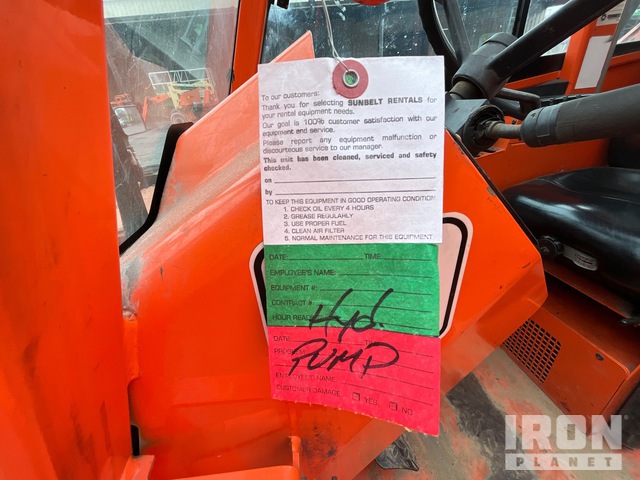 To our customers:
Thank you for selecting SUNBELT RENTALS for
your rental equipment needs.
Our goal is 100% customer satisfaction with our
equipment and service.
Please report any equipment malfunction or
discourteous service to our manager.
This unit has been cleaned, serviced and safety
checked.
on
by
TO KEEP THIS EQUIPMENT IN GOOD OPERATING CONDITION
1. CHECK OIL EVERY 4 HOURS
2. GREASE REGULARLY
3. USE PROPER FUEL
4. CLEAN AIR FILTER
5. NORMAL MAINTENANCE FOR THIS EQUIPMENT
DATE: TIME
EMPLOYEE'S NAME:
EQUIPMENT #:
CONTRACT #:
HOUR
Hyd.
DATE:
PUMP
EMPLOYEE'S NAME
CUSTOMER DAMAGE YES NO
IRON
PLANET